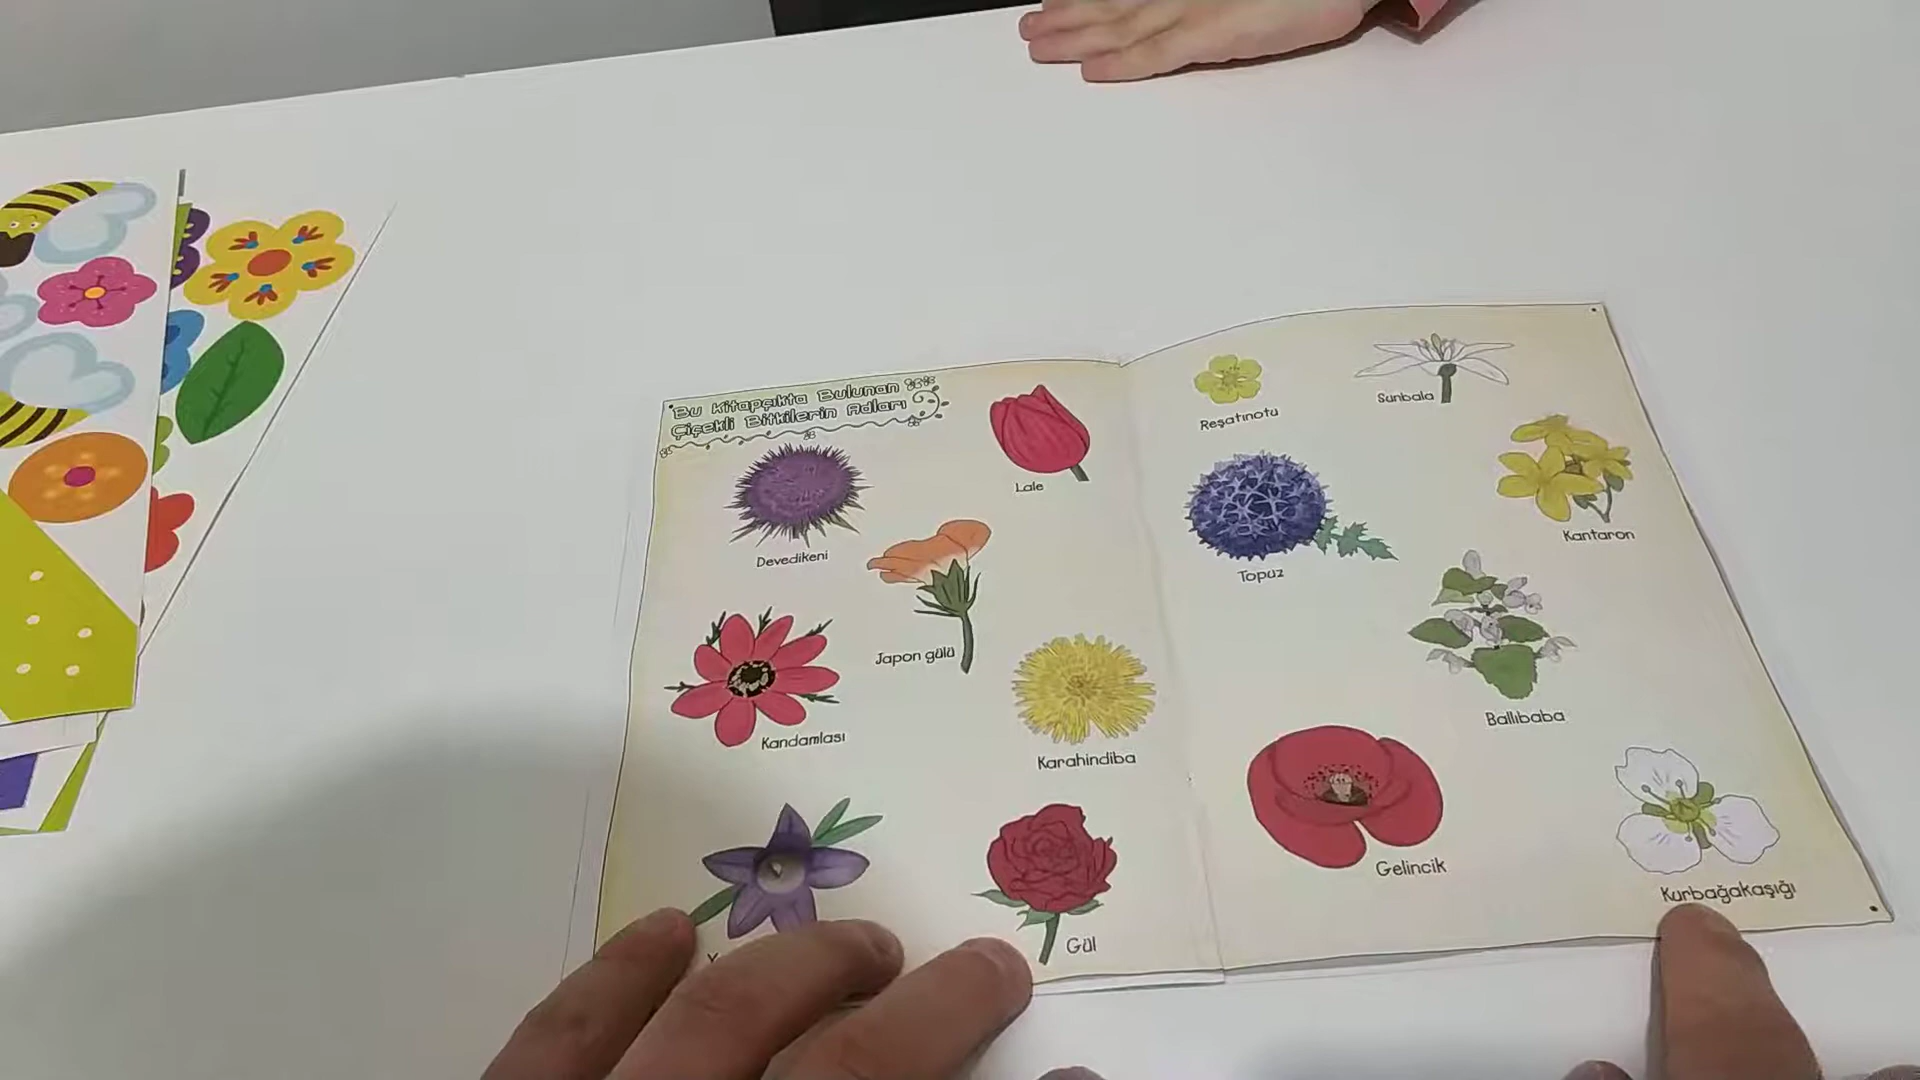 Bu Kitapçıkta Bulunan
Çiçekli Bitkilerin Adları
Lale
Devedikeni
Japon gülü
Kandamlası
Karahindiba
Gül
Reşatınotu
Sunbala
Kantaron
Topuz
Ballıbaba
Gelincik
Kurbağakaşığı